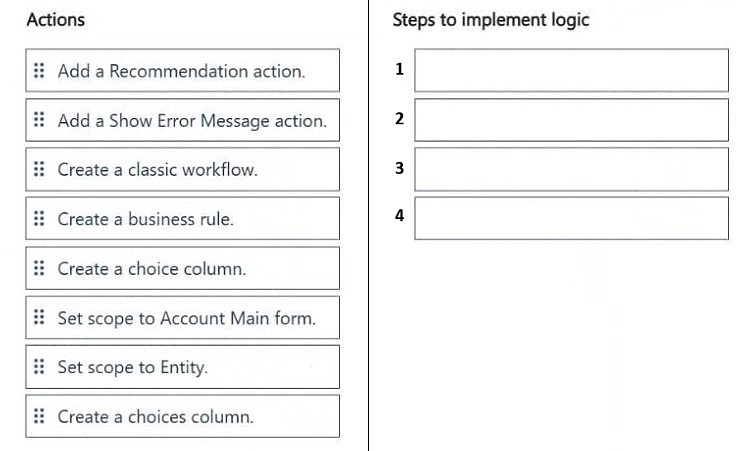 Actions
Add a Recommendation action.
Add a Show Error Message action.
Create a classic workflow.
Create a business rule.
Create a choice column.
Set scope to Account Main form.
Set scope to Entity.
Create a choices column.
Steps to implement logic
1
2
3
4